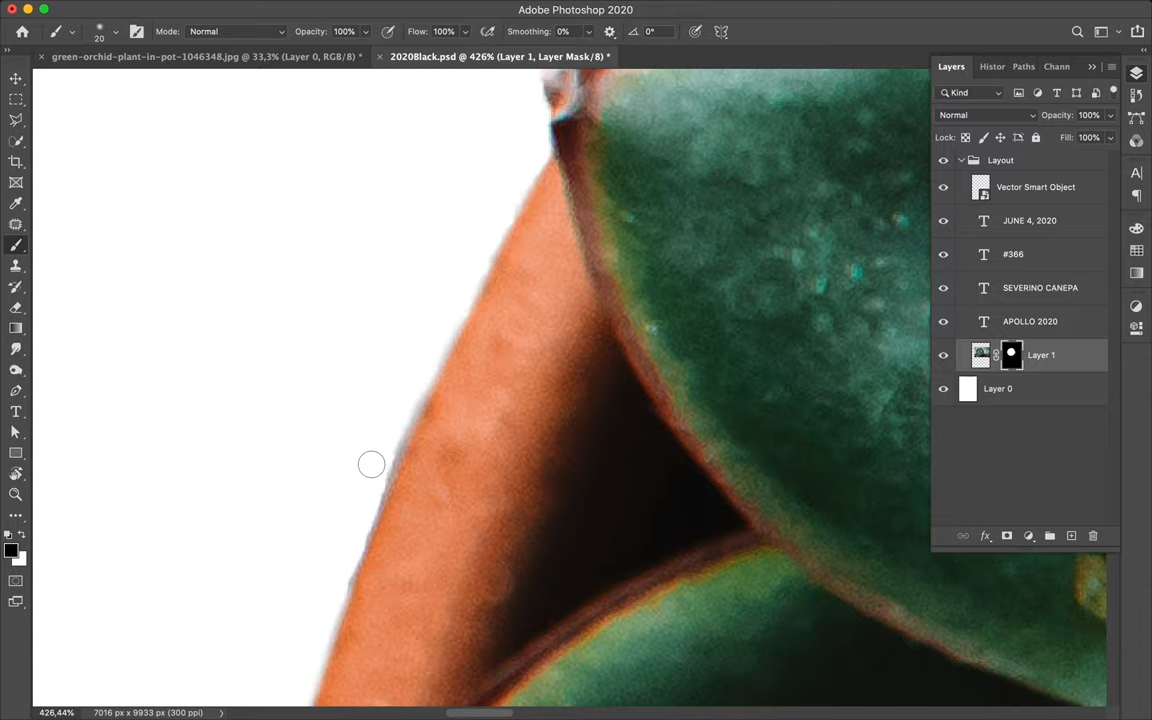 Adobe Photoshop 2020
20
Mode: Normal
Opacity: 100%
Flow: 100%
Smoothing: 0%
0°
green-orchid-plant-in-pot-1046348.jpg @ 33,3% (Layer 0, RGB/8) *
2020Black.psd @ 426% (Layer 1, Layer Mask/8) *
Layers
Histor
Paths
Chann
Kind
Normal
Opacity: 100%
Lock:
Fill: 100%
Layout
Vector Smart Object
JUNE 4, 2020
#366
SEVERINO CANEPA
APOLLO 2020
Layer 1
Layer 0
fx
426,44%
7016 px x 9933 px (300 ppi)